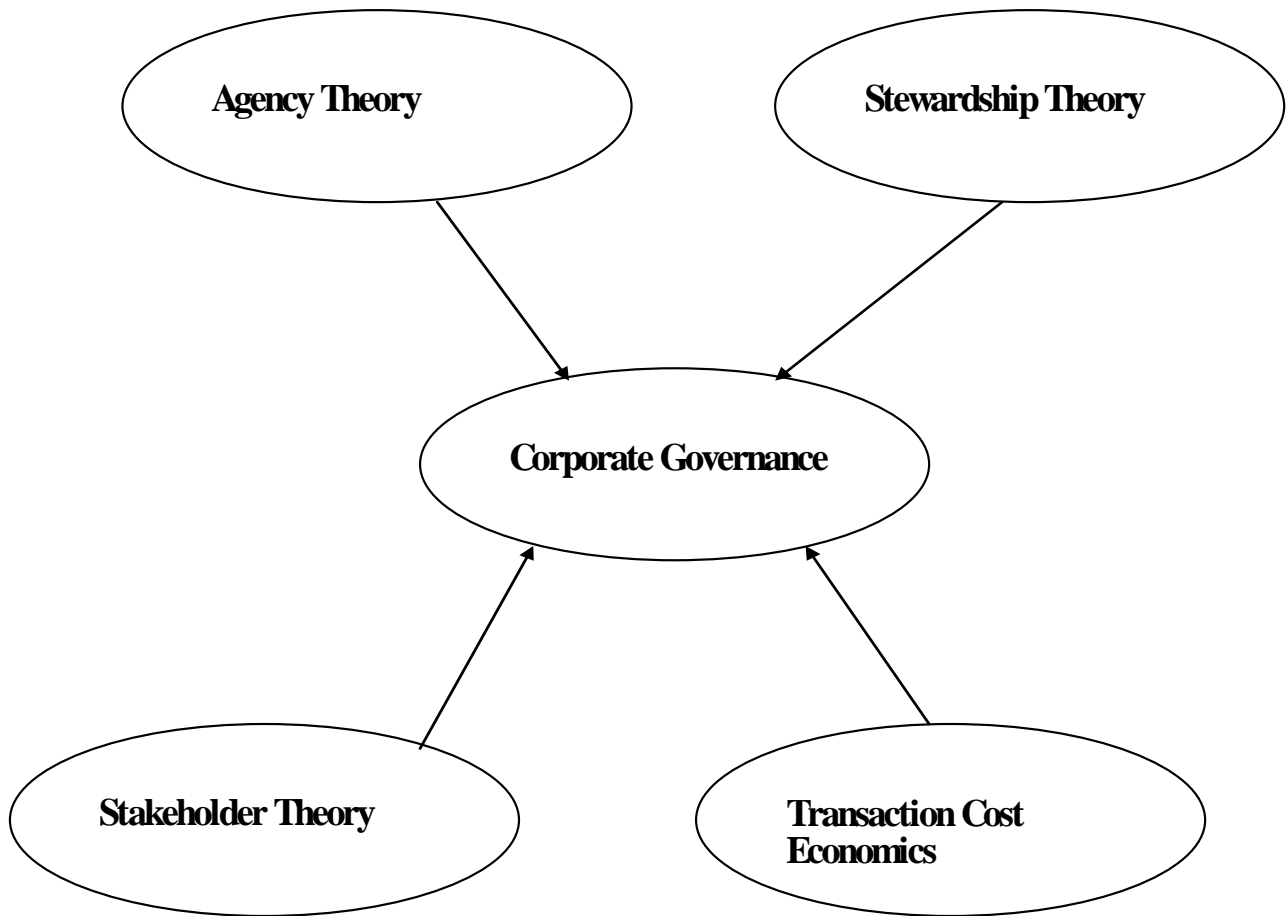 Agency Theory
Stewardship Theory
Corporate Governance
Stakeholder Theory
Transaction Cost
Economics